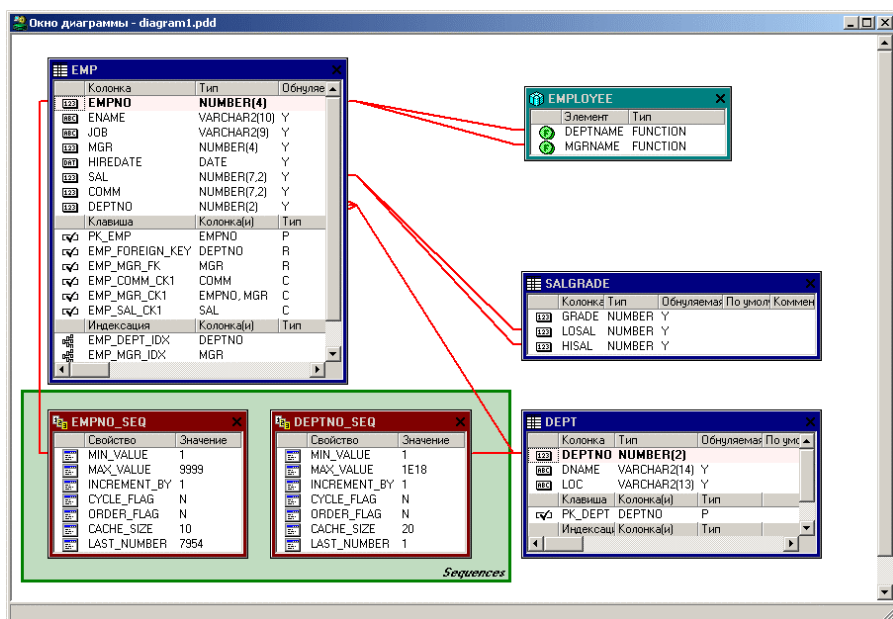 Окно диаграммы - diagram1.pdd
EMP
Колонка Тип Обнуляе
EMPNO NUMBER(4)
ENAME VARCHAR2(10) Y
JOB VARCHAR2(9) Y
MGR NUMBER(4) Y
HIREDATE DATE Y
SAL NUMBER(7,2) Y
COMM NUMBER(7,2) Y
DEPTNO NUMBER(2) Y
Клавиша Колонка(и) Тип
PK_EMP EMPNO P
EMP_FOREIGN_KEY DEPTNO R
EMP_MGR_FK MGR R
EMP_COMM_CK1 COMM C
EMP_MGR_CK1 EMPNO, MGR C
EMP_SAL_CK1 SAL C
Индексация Колонка(и) Тип
EMP_DEPT_IDX DEPTNO
EMP_MGR_IDX MGR
EMPLOYEE
Элемент Тип
DEPTNAME FUNCTION
MGRNAME FUNCTION
SALGRADE
Колонка Тип Обнуляемая По умол Коммен
GRADE NUMBER Y
LOSAL NUMBER Y
HISAL NUMBER Y
EMPNO_SEQ
Свойство Значение
MIN_VALUE 1
MAX_VALUE 9999
INCREMENT_BY 1
CYCLE_FLAG N
ORDER_FLAG N
CACHE_SIZE 10
LAST_NUMBER 7954
DEPTNO_SEQ
Свойство Значение
MIN_VALUE 1
MAX_VALUE 1E18
INCREMENT_BY 1
CYCLE_FLAG N
ORDER_FLAG N
CACHE_SIZE 20
LAST_NUMBER 1
Sequences
DEPT
Колонка Тип Обнуляемая По умо
DEPTNO NUMBER(2)
DNAME VARCHAR2(14) Y
LOC VARCHAR2(13) Y
Клавиша Колонка(и) Тип
PK_DEPT DEPTNO P
Индексаци Колонка(и) Тип